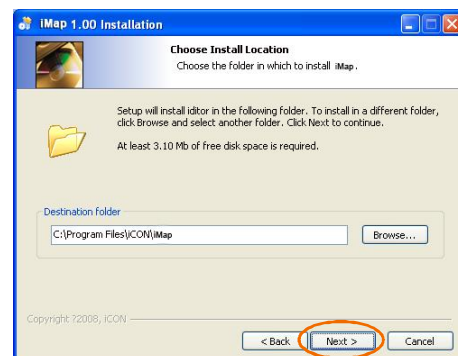 iMap 1.00 Installation
Choose Install Location
Choose the folder in which to install iMap.
Setup will install iditor in the following folder. To install in a different folder,
click Browse and select another folder. Click Next to continue.
At least 3.10 Mb of free disk space is required.
Destination folder
C:\Program Files\iCON\iMap
Browse...
Copyright ?2008, iCON
< Back
Next >
Cancel